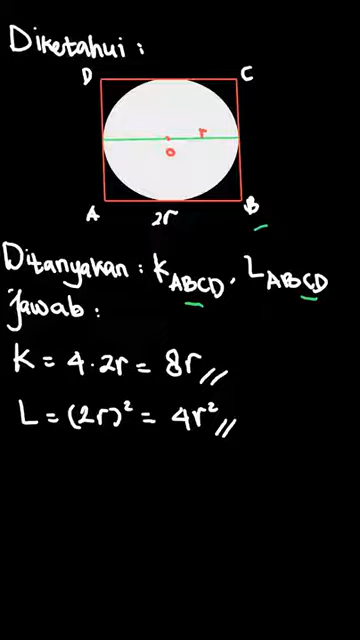 Diketahui :
D C
r
o
A 2r B
Ditanyakan : K ABCD, L ABCD
Jawab :
K = 4 · 2r = 8r //
L = (2r)² = 4r² //